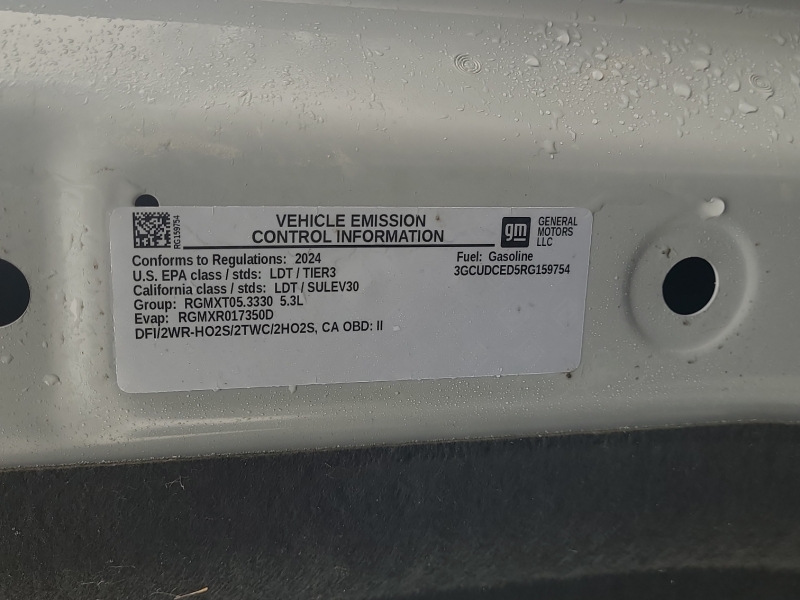 RG159754
VEHICLE EMISSION
CONTROL INFORMATION
gm
GENERAL
MOTORS
LLC
Conforms to Regulations: 2024
U.S. EPA class / stds: LDT / TIER3
California class / stds: LDT / SULEV30
Group: RGMXT05.3330 5.3L
Evap: RGMXR017350D
DFI/2WR-HO2S/2TWC/2HO2S, CA OBD: II
Fuel: Gasoline
3GCUDCED5RG159754